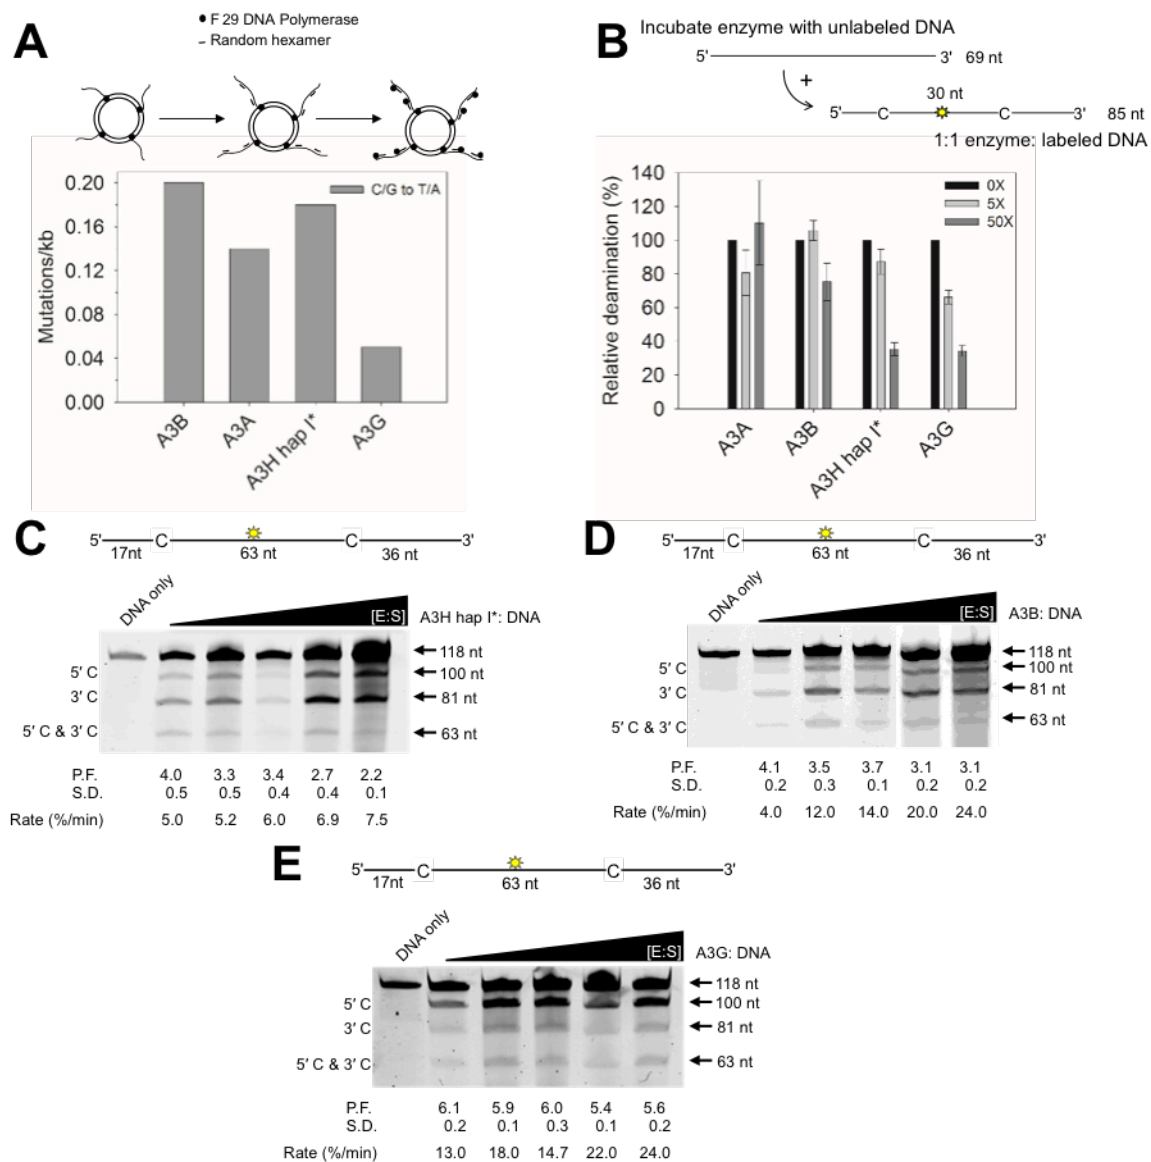 A
F 29 DNA Polymerase
Random hexamer
Mutations/kb
0.20
0.16
0.12
0.08
0.04
0.00
C/G to T/A
A3B
A3A
A3H hap I*
A3G
B
Incubate enzyme with unlabeled DNA
5' 3' 69 nt
+
30 nt
5' C C 3' 85 nt
1:1 enzyme: labeled DNA
Relative deamination (%)
140
120
100
80
60
40
20
0
0X
5X
50X
A3A
A3B
A3H hap I*
A3G
C
5' C C 3'
17nt 63 nt 36 nt
DNA only
[E:S] A3H hap I*: DNA
118 nt
5' C 100 nt
3' C 81 nt
5' C & 3' C 63 nt
P.F. 4.0 3.3 3.4 2.7 2.2
S.D. 0.5 0.5 0.4 0.4 0.1
Rate (%/min) 5.0 5.2 6.0 6.9 7.5
D
5' C C 3'
17nt 63 nt 36 nt
DNA only
[E:S] A3B: DNA
118 nt
5' C 100 nt
3' C 81 nt
5' C & 3' C 63 nt
P.F. 4.1 3.5 3.7 3.1 3.1
S.D. 0.2 0.3 0.1 0.2 0.2
Rate (%/min) 4.0 12.0 14.0 20.0 24.0
E
5' C C 3'
17nt 63 nt 36 nt
DNA only
[E:S] A3G: DNA
118 nt
5' C 100 nt
3' C 81 nt
5' C & 3' C 63 nt
P.F. 6.1 5.9 6.0 5.4 5.6
S.D. 0.2 0.1 0.3 0.1 0.2
Rate (%/min) 13.0 18.0 14.7 22.0 24.0